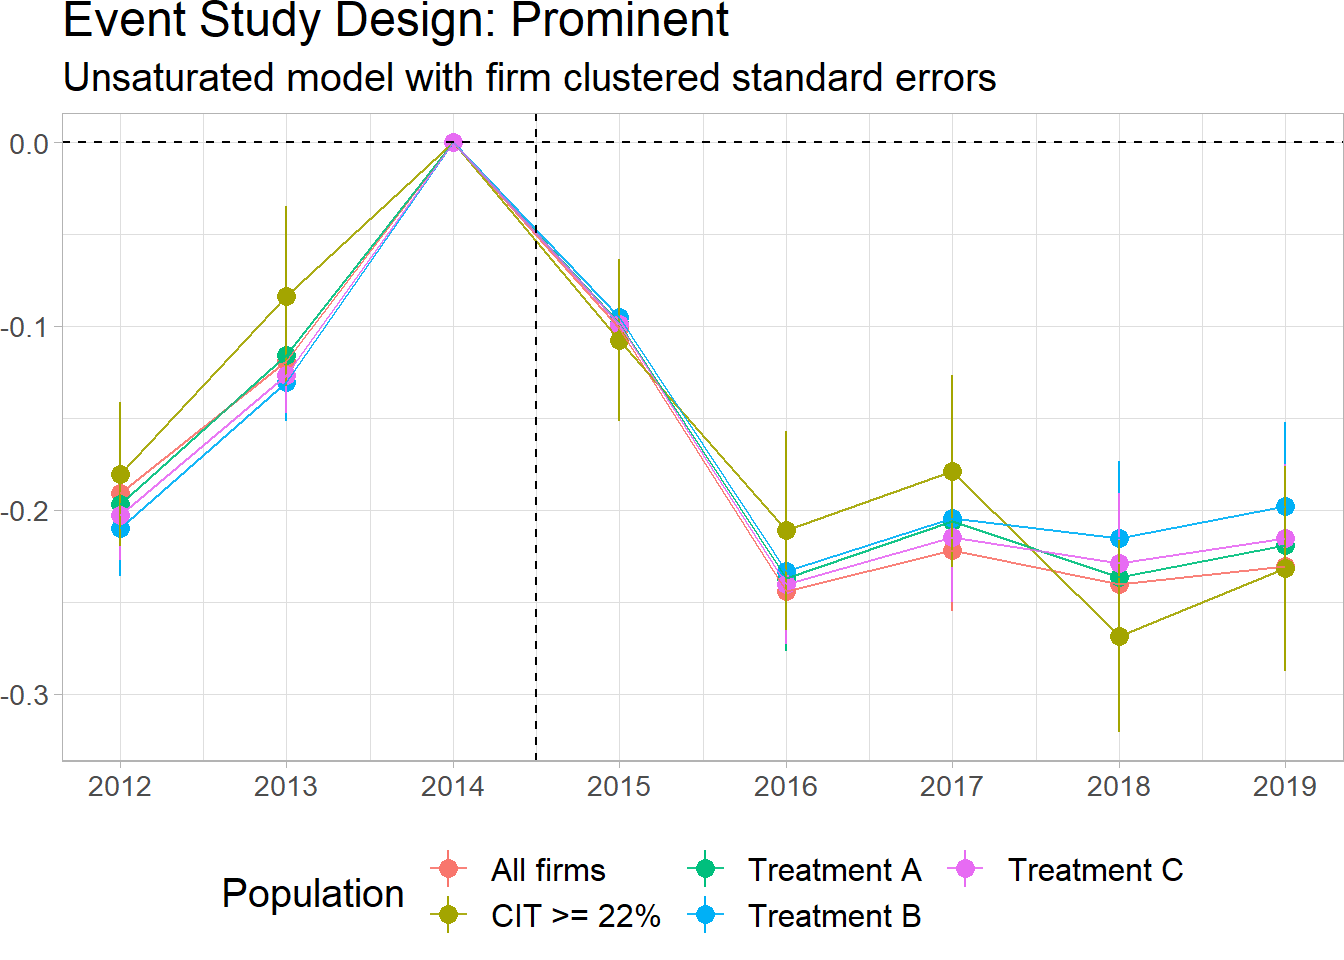 Event Study Design: Prominent
Unsaturated model with firm clustered standard errors
0.0
-0.1
-0.2
-0.3
2012 2013 2014 2015 2016 2017 2018 2019
Population
All firms Treatment A Treatment C
CIT >= 22% Treatment B